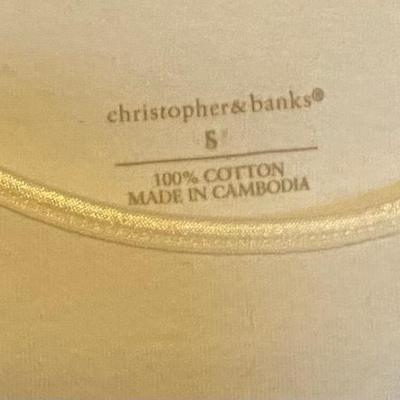 christopher&banks®
S
100% COTTON
MADE IN CAMBODIA